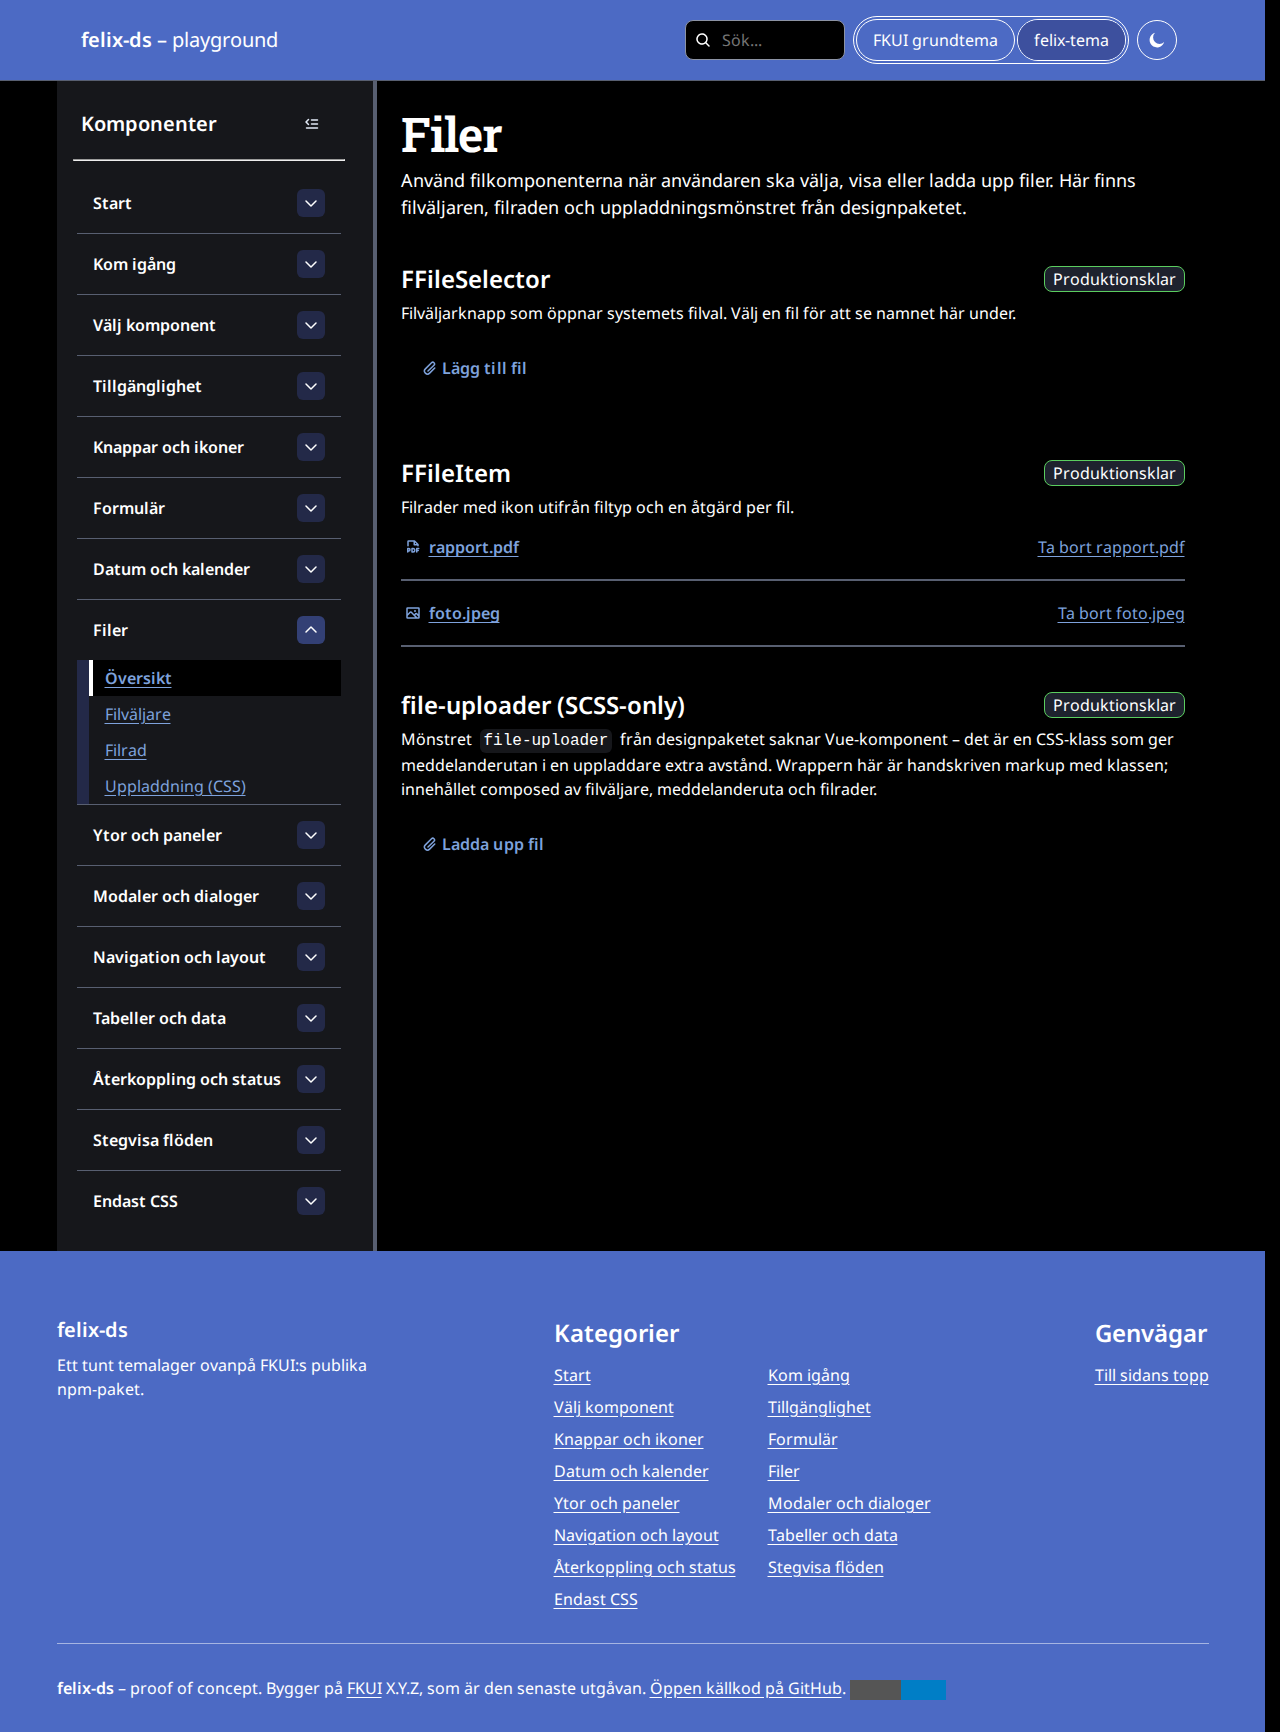 felix-ds – playground
Sök...
FKUI grundtema
felix-tema
Komponenter
Start
Kom igång
Välj komponent
Tillgänglighet
Knappar och ikoner
Formulär
Datum och kalender
Filer
Översikt
Filväljare
Filrad
Uppladdning (CSS)
Ytor och paneler
Modaler och dialoger
Navigation och layout
Tabeller och data
Återkoppling och status
Stegvisa flöden
Endast CSS
Filer
Använd filkomponenterna när användaren ska välja, visa eller ladda upp filer. Här finns
filväljaren, filraden och uppladdningsmönstret från designpaketet.
FFileSelector
Produktionsklar
Filväljarknapp som öppnar systemets filval. Välj en fil för att se namnet här under.
Lägg till fil
FFileItem
Produktionsklar
Filrader med ikon utifrån filtyp och en åtgärd per fil.
PDF rapport.pdf
Ta bort rapport.pdf
foto.jpeg
Ta bort foto.jpeg
file-uploader (SCSS-only)
Produktionsklar
Mönstret file-uploader från designpaketet saknar Vue-komponent – det är en CSS-klass som ger
meddelanderutan i en uppladdare extra avstånd. Wrappern här är handskriven markup med klassen;
innehållet composed av filväljare, meddelanderuta och filrader.
Ladda upp fil
felix-ds
Ett tunt temalager ovanpå FKUI:s publika
npm-paket.
Kategorier
Start
Kom igång
Välj komponent
Tillgänglighet
Knappar och ikoner
Formulär
Datum och kalender
Filer
Ytor och paneler
Modaler och dialoger
Navigation och layout
Tabeller och data
Återkoppling och status
Stegvisa flöden
Endast CSS
Genvägar
Till sidans topp
felix-ds – proof of concept. Bygger på FKUI X.Y.Z, som är den senaste utgåvan. Öppen källkod på GitHub.